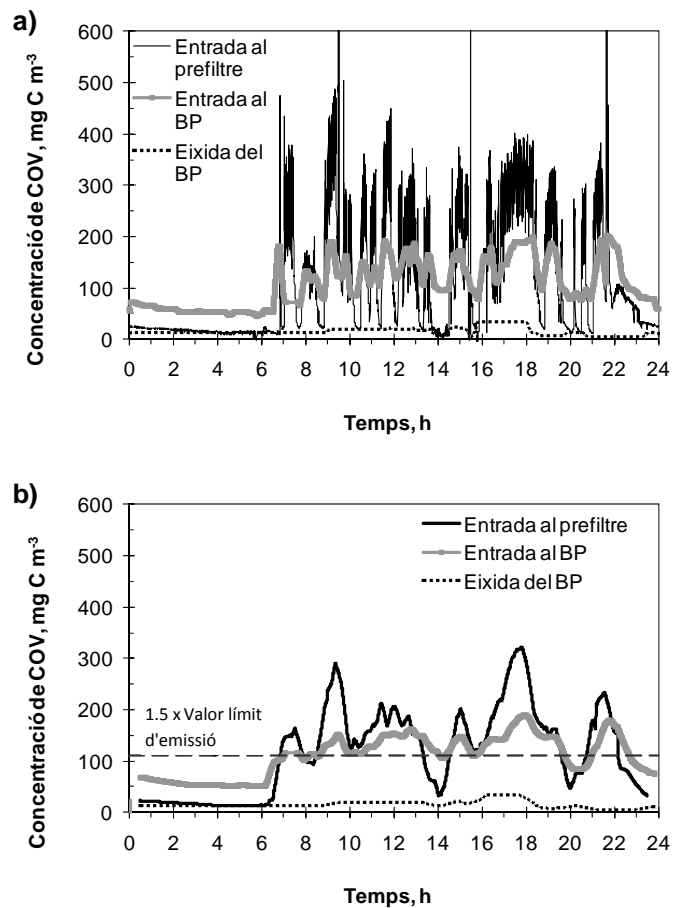 a)
600
500
400
300
200
100
0
Concentració de COV, mg C m-3
Entrada al
prefiltre
Entrada al
BP
Eixida del
BP
0 2 4 6 8 10 12 14 16 18 20 22 24
Temps, h
b)
600
500
400
300
200
100
0
Concentració de COV, mg C m-3
Entrada al prefiltre
Entrada al BP
Eixida del BP
1.5 x Valor límit
d'emissió
0 2 4 6 8 10 12 14 16 18 20 22 24
Temps, h